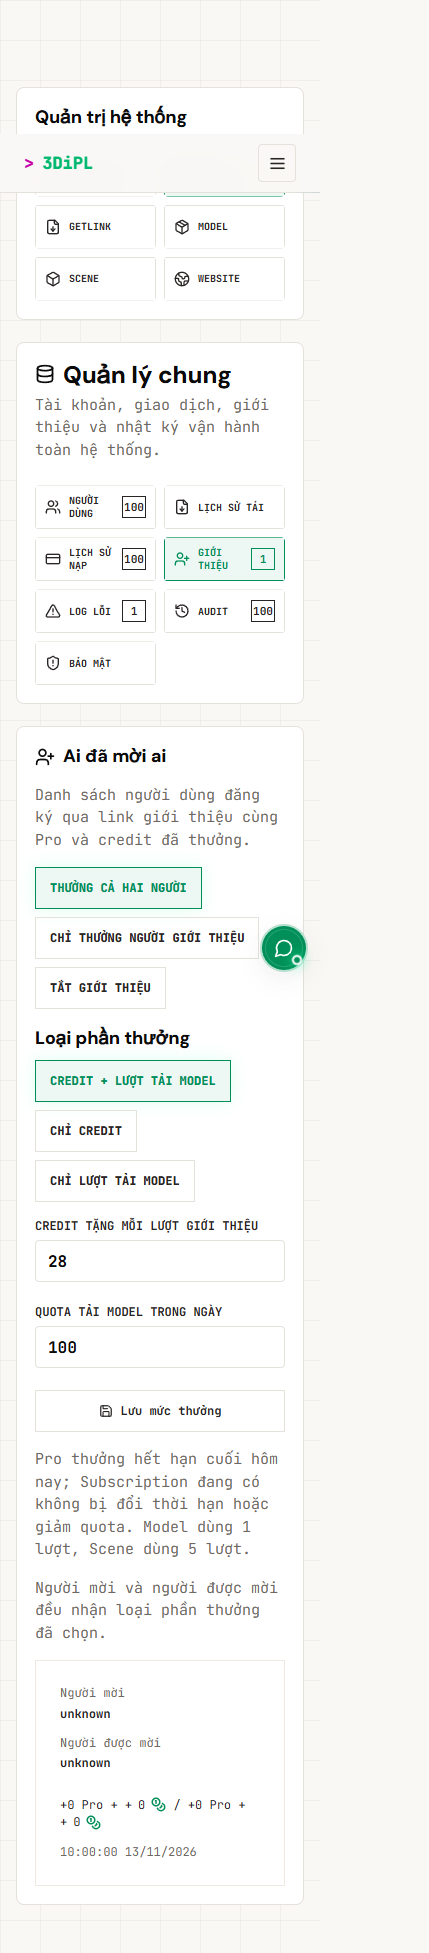 Quản trị hệ thống
> 3DiPL
GETLINK
MODEL
SCENE
WEBSITE
Quản lý chung
Tài khoản, giao dịch, giới
thiệu và nhật ký vận hành
toàn hệ thống.
NGƯỜI
DÙNG
100
LỊCH SỬ TẢI
LỊCH SỬ
NẠP
100
GIỚI
THIỆU
1
LOG LỖI
1
AUDIT
100
BẢO MẬT
Ai đã mời ai
Danh sách người dùng đăng
ký qua link giới thiệu cùng
Pro và credit đã thưởng.
THƯỞNG CẢ HAI NGƯỜI
CHỈ THƯỞNG NGƯỜI GIỚI THIỆU
TẮT GIỚI THIỆU
Loại phần thưởng
CREDIT + LƯỢT TẢI MODEL
CHỈ CREDIT
CHỈ LƯỢT TẢI MODEL
CREDIT TẶNG MỖI LƯỢT GIỚI THIỆU
28
QUOTA TẢI MODEL TRONG NGÀY
100
Lưu mức thưởng
Pro thưởng hết hạn cuối hôm
nay; Subscription đang có
không bị đổi thời hạn hoặc
giảm quota. Model dùng 1
lượt, Scene dùng 5 lượt.
Người mời và người được mời
đều nhận loại phần thưởng
đã chọn.
Người mời
unknown
Người được mời
unknown
+0 Pro + + 0 / +0 Pro +
+ 0
10:00:00 13/11/2026